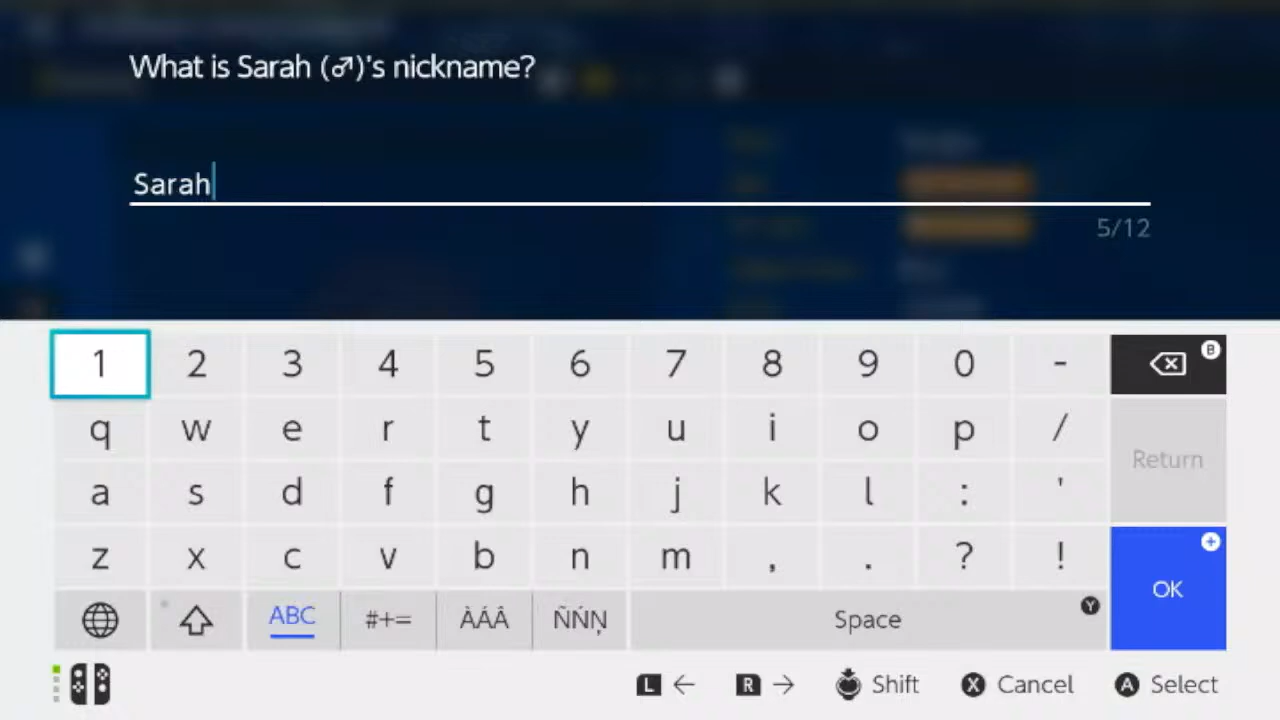 What is Sarah (♂)'s nickname?
Sarah
5/12
1 2 3 4 5 6 7 8 9 0 - B
q w e r t y u i o p / Return
a s d f g h j k l : '
z x c v b n m , . ? ! + OK
ABC #+= ÀÁÂ ÑŃŅ Space Y
L ← R → Shift X Cancel A Select